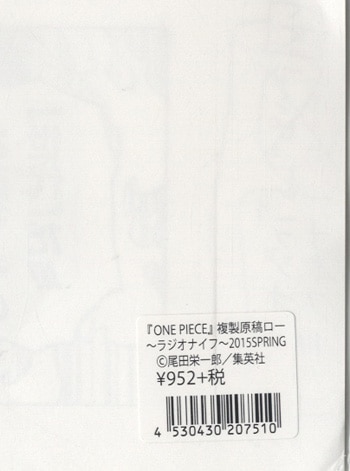 『ONE PIECE』複製原稿ロー
～ラジオナイフ～2015SPRING
©尾田栄一郎／集英社
¥952+税
4 530430 207510